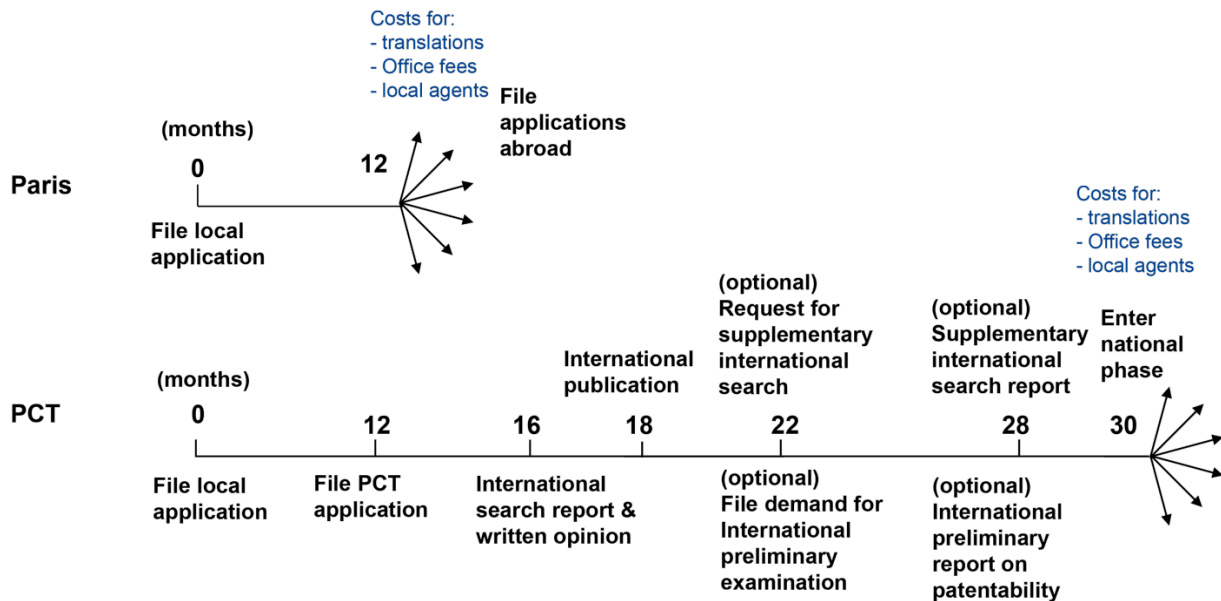 Costs for:
- translations
- Office fees
- local agents
File
applications
abroad
(months)
0
12
Paris
File local
application
Costs for:
- translations
- Office fees
- local agents
(optional)
Request for
supplementary
international
search
(optional)
Supplementary
international
search report
Enter
national
phase
International
publication
(months)
PCT
0
12
16
18
22
28
30
File local
application
File PCT
application
International
search report &
written opinion
(optional)
File demand for
International
preliminary
examination
(optional)
International
preliminary
report on
patentability